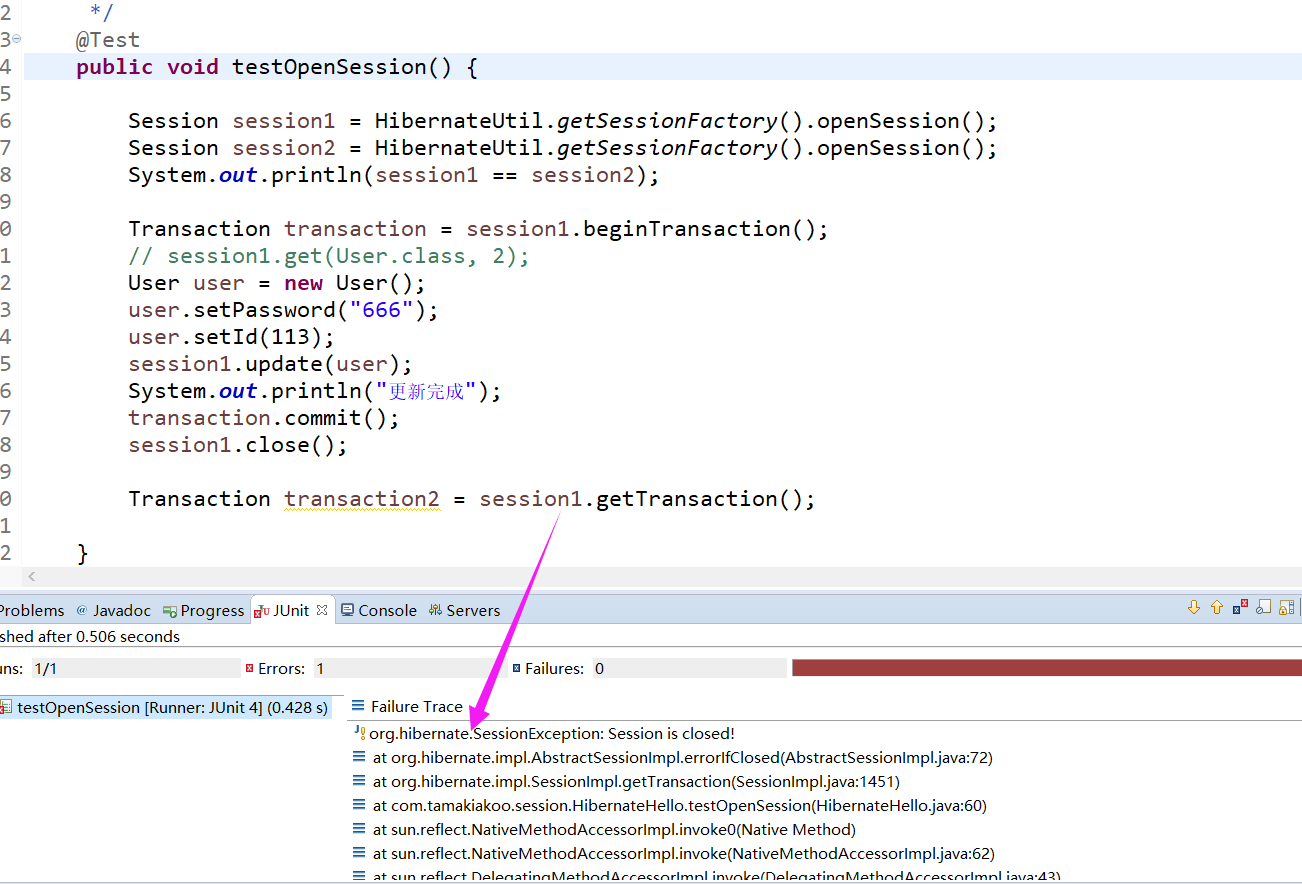 2 */
3 @Test
4 public void testOpenSession() {
5
6 Session session1 = HibernateUtil.getSessionFactory().openSession();
7 Session session2 = HibernateUtil.getSessionFactory().openSession();
8 System.out.println(session1 == session2);
9
0 Transaction transaction = session1.beginTransaction();
1 // session1.get(User.class, 2);
2 User user = new User();
3 user.setPassword("666");
4 user.setId(113);
5 session1.update(user);
6 System.out.println("更新完成");
7 transaction.commit();
8 session1.close();
9
0 Transaction transaction2 = session1.getTransaction();
1
2 }
Problems @ Javadoc Progress JUnit Console Servers
shed after 0.506 seconds
uns: 1/1 Errors: 1 Failures: 0
testOpenSession [Runner: JUnit 4] (0.428 s)
Failure Trace
org.hibernate.SessionException: Session is closed!
at org.hibernate.impl.AbstractSessionImpl.errorIfClosed(AbstractSessionImpl.java:72)
at org.hibernate.impl.SessionImpl.getTransaction(SessionImpl.java:1451)
at com.tamakiakoo.session.HibernateHello.testOpenSession(HibernateHello.java:60)
at sun.reflect.NativeMethodAccessorImpl.invoke0(Native Method)
at sun.reflect.NativeMethodAccessorImpl.invoke(NativeMethodAccessorImpl.java:62)
at sun.reflect.DelegatingMethodAccessorImpl.invoke(DelegatingMethodAccessorImpl.java:43)